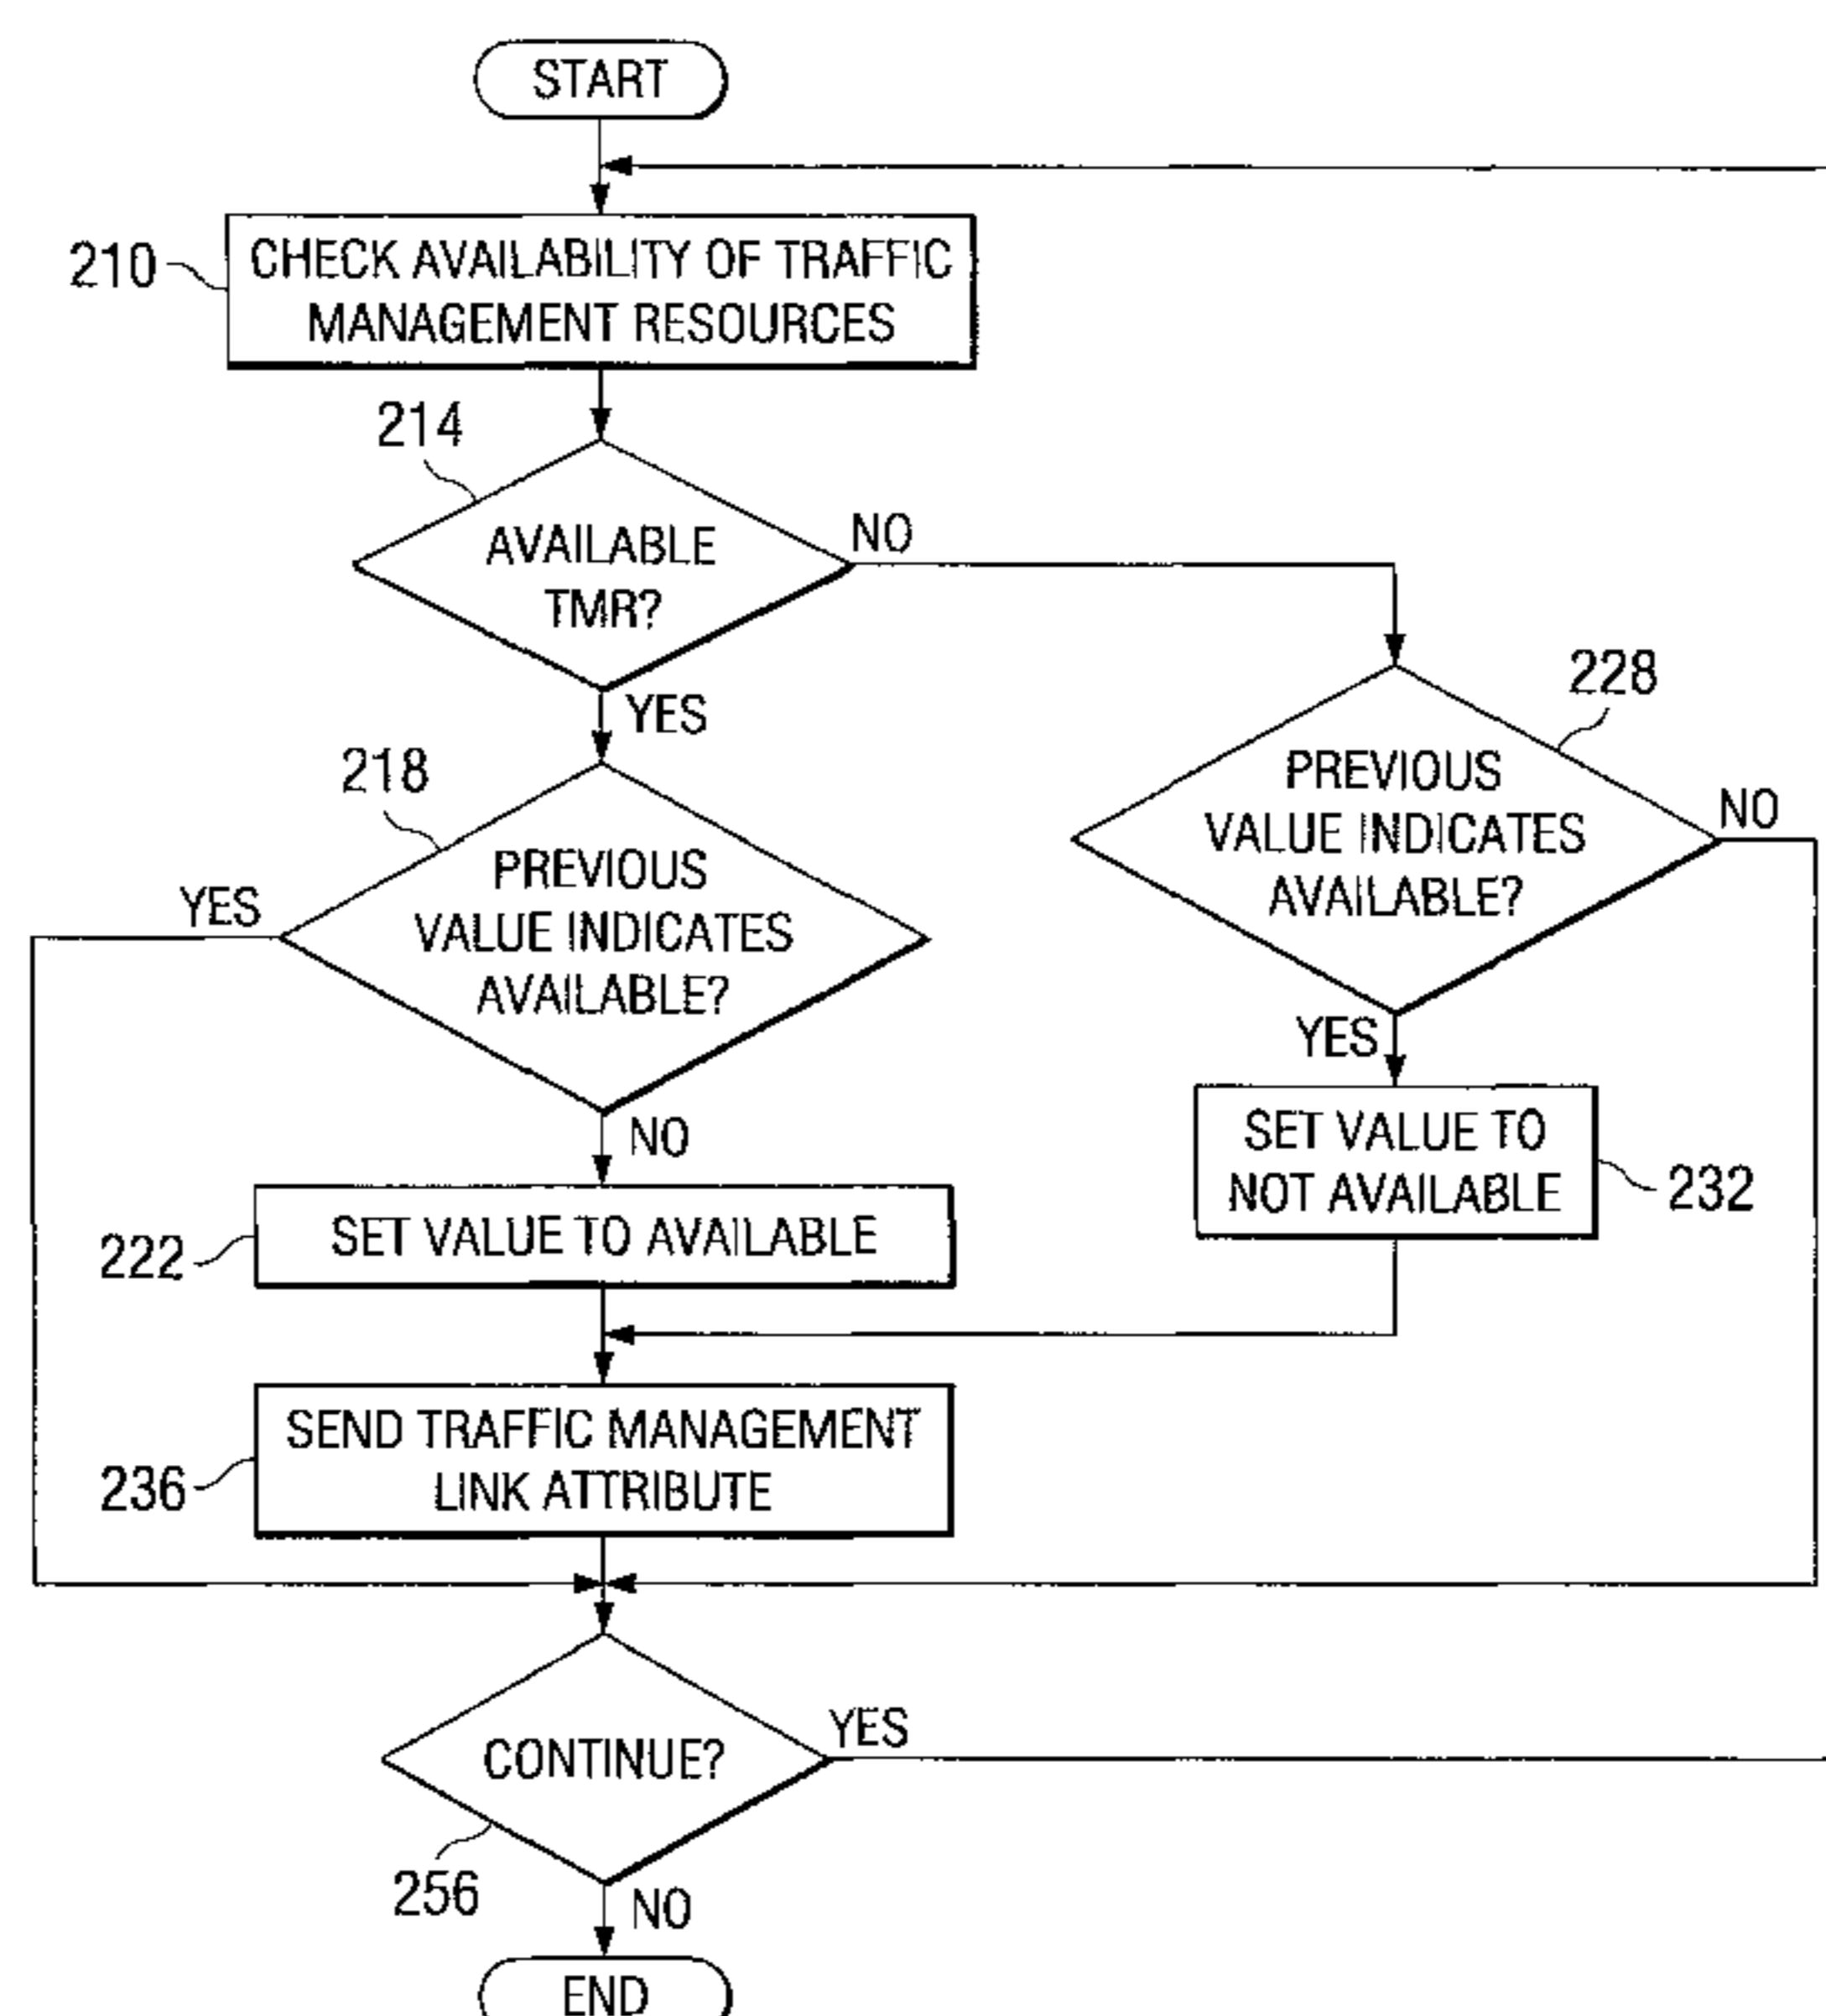 START
210
CHECK AVAILABILITY OF TRAFFIC
MANAGEMENT RESOURCES
214
AVAILABLE
TMR?
NO
YES
218
PREVIOUS
VALUE INDICATES
AVAILABLE?
YES
NO
228
PREVIOUS
VALUE INDICATES
AVAILABLE?
NO
YES
SET VALUE TO
NOT AVAILABLE
232
222
SET VALUE TO AVAILABLE
236
SEND TRAFFIC MANAGEMENT
LINK ATTRIBUTE
CONTINUE?
YES
256
NO
END